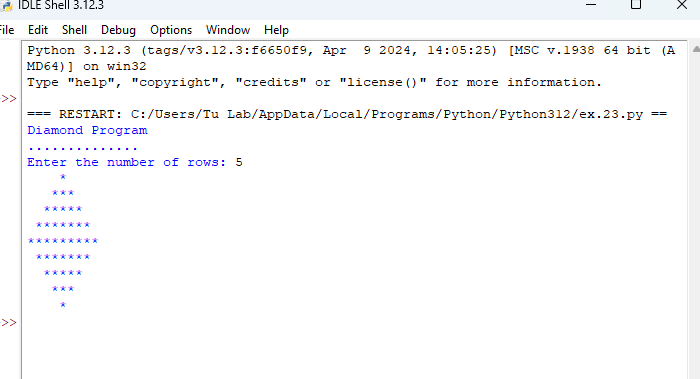 IDLE Shell 3.12.3
File Edit Shell Debug Options Window Help
Python 3.12.3 (tags/v3.12.3:f6650f9, Apr  9 2024, 14:05:25) [MSC v.1938 64 bit (A
MD64)] on win32
Type "help", "copyright", "credits" or "license()" for more information.
>>
=== RESTART: C:/Users/Tu Lab/AppData/Local/Programs/Python/Python312/ex.23.py ==
Diamond Program
..............
Enter the number of rows: 5
    *
   ***
  *****
 *******
*********
 *******
  *****
   ***
    *
>>